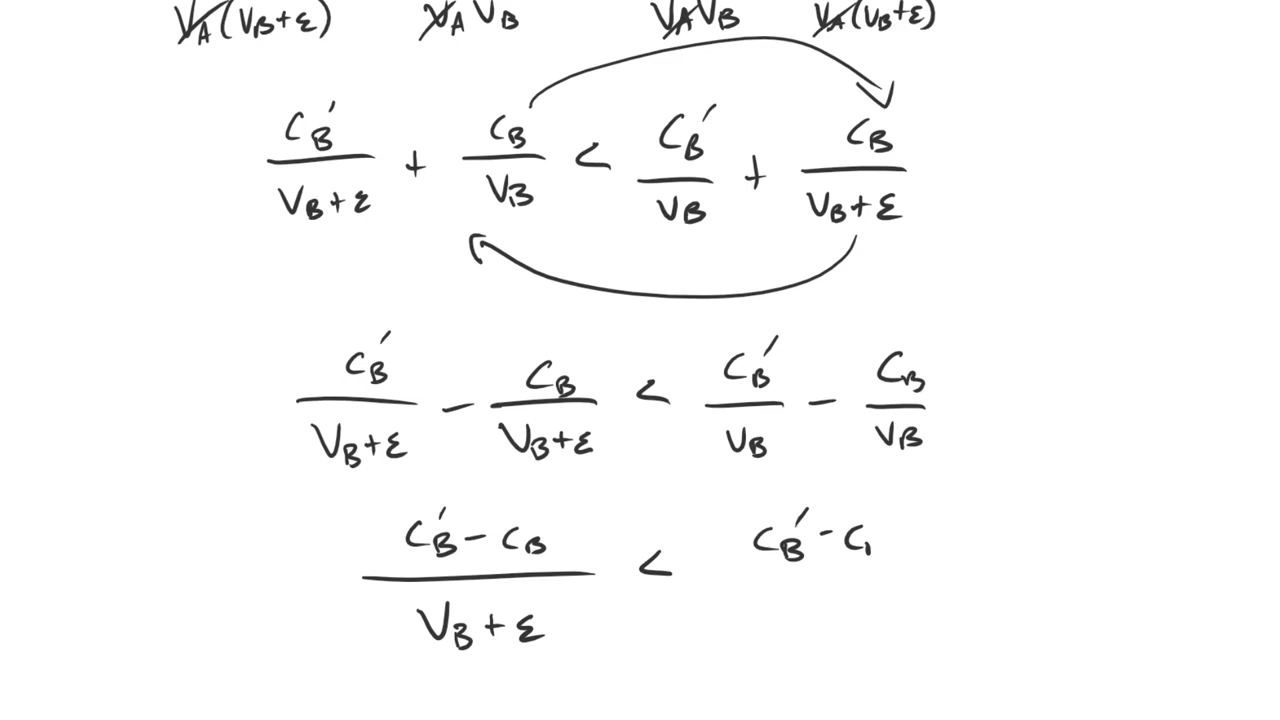 V_A(V_B+ε) V_A V_B V_A V_B V_A(V_B+ε)
C_B'/(V_B+ε) + C_B/V_B < C_B'/V_B + C_B/(V_B+ε)
C_B'/(V_B+ε) − C_B/(V_B+ε) < C_B'/V_B − C_B/V_B
(C_B'−C_B)/(V_B+ε) < C_B'−C